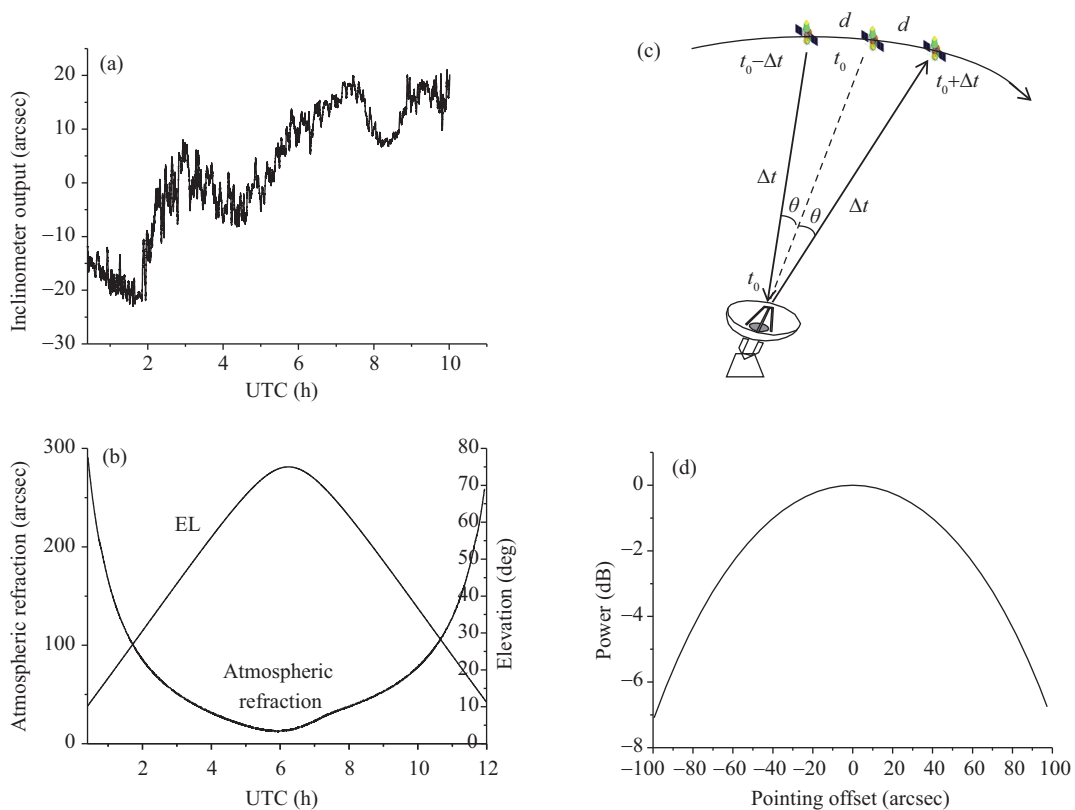 (a)
Inclinometer output (arcsec)
20
10
0
−10
−20
−30
2 4 6 8 10
UTC (h)
(b)
Atmospheric refraction (arcsec)
300
200
100
0
EL
Atmospheric
refraction
Elevation (deg)
80
70
60
50
40
30
20
10
0
2 4 6 8 10 12
UTC (h)
(c)
d d
t0−Δt t0 t0+Δt
Δt Δt
θ θ
t0
(d)
Power (dB)
0
−2
−4
−6
−8
−100 −80 −60 −40 −20 0 20 40 60 80 100
Pointing offset (arcsec)